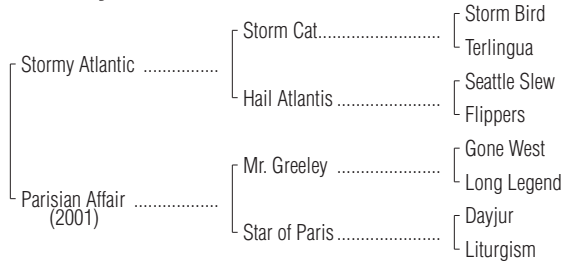 Storm Bird
Storm Cat....................
Terlingua
Stormy Atlantic ................
Seattle Slew
Hail Atlantis ......................
Flippers
Gone West
Mr. Greeley ......................
Long Legend
Parisian Affair ..................
(2001)
Dayjur
Star of Paris......................
Liturgism